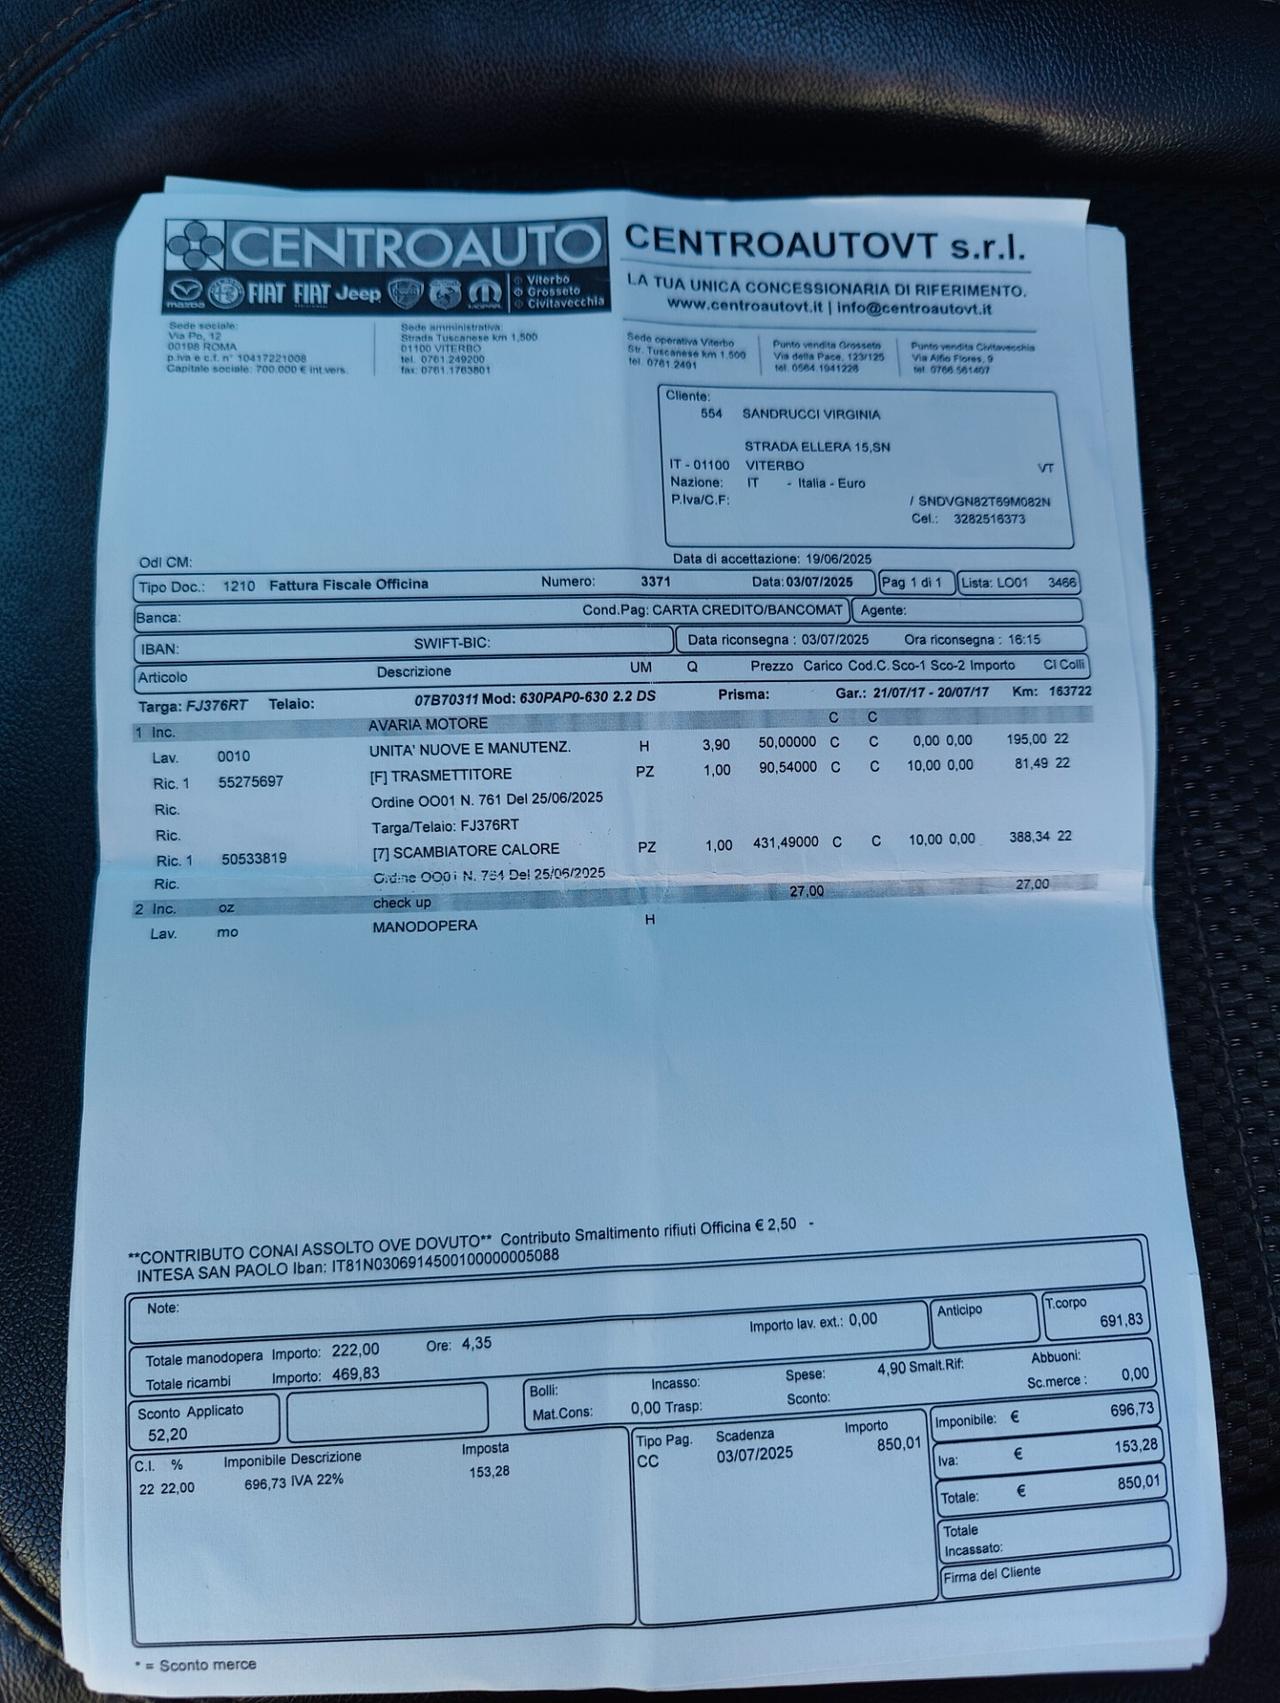 CENTROAUTO
mazda FIAT FIAT Jeep MOPAR
Viterbo
Grosseto
Civitavecchia
CENTROAUTOVT s.r.l.
LA TUA UNICA CONCESSIONARIA DI RIFERIMENTO.
www.centroautovt.it | info@centroautovt.it
Sede sociale:
Via Po, 12
00198 ROMA
p.iva e c.f. n° 10417221008
Capitale sociale: 700.000 € int.vers.
Sede amministrativa:
Strada Tuscanese km 1,500
01100 VITERBO
tel. 0761.249200
fax: 0761.1763801
Sede operativa Viterbo
Str. Tuscanese km 1.500
tel. 0761.2491
Punto vendita Grosseto
Via della Pace, 123/125
tel. 0564.1941226
Punto vendita Civitavecchia
Via Alfio Flores, 9
tel. 0766.561407
Cliente:
554 SANDRUCCI VIRGINIA
STRADA ELLERA 15,SN
IT - 01100 VITERBO VT
Nazione: IT - Italia - Euro
P.Iva/C.F: / SNDVGN82T69M082N
Cel.: 3282516373
Odl CM: Data di accettazione: 19/06/2025
Tipo Doc.: 1210 Fattura Fiscale Officina Numero: 3371 Data: 03/07/2025 Pag 1 di 1 Lista: LO01 3466
Banca: Cond.Pag: CARTA CREDITO/BANCOMAT Agente:
IBAN: SWIFT-BIC: Data riconsegna : 03/07/2025 Ora riconsegna : 16:15
Articolo Descrizione UM Q Prezzo Carico Cod.C. Sco-1 Sco-2 Importo CI Colli
Targa: FJ376RT Telaio: 07B70311 Mod: 630PAP0-630 2.2 DS Prisma: Gar.: 21/07/17 - 20/07/17 Km: 163722
1 Inc. AVARIA MOTORE C C
Lav. 0010 UNITA' NUOVE E MANUTENZ. H 3,90 50,00000 C C 0,00 0,00 195,00 22
Ric. 1 55275697 [F] TRASMETTITORE PZ 1,00 90,54000 C C 10,00 0,00 81,49 22
Ric. Ordine OO01 N. 761 Del 25/06/2025
Ric. Targa/Telaio: FJ376RT
Ric. 1 50533819 [7] SCAMBIATORE CALORE PZ 1,00 431,49000 C C 10,00 0,00 388,34 22
Ric. Ordine OO01 N. 764 Del 25/06/2025
2 Inc. oz check up 27,00 27,00
Lav. mo MANODOPERA H
**CONTRIBUTO CONAI ASSOLTO OVE DOVUTO** Contributo Smaltimento rifiuti Officina € 2,50 -
INTESA SAN PAOLO Iban: IT81N0306914500100000005088
Note:
Totale manodopera Importo: 222,00 Ore: 4,35 Importo lav. ext.: 0,00 Anticipo T.corpo
691,83
Totale ricambi Importo: 469,83
Sconto Applicato
52,20
Bolli: Incasso: Spese: 4,90 Smalt.Rif: Abbuoni:
Mat.Cons: 0,00 Trasp: Sconto: Sc.merce : 0,00
C.I. % Imponibile Descrizione Imposta
22 22,00 696,73 IVA 22% 153,28
Tipo Pag. Scadenza Importo
CC 03/07/2025 850,01
Imponibile: € 696,73
Iva: € 153,28
Totale: € 850,01
Totale
Incassato:
Firma del Cliente
* = Sconto merce